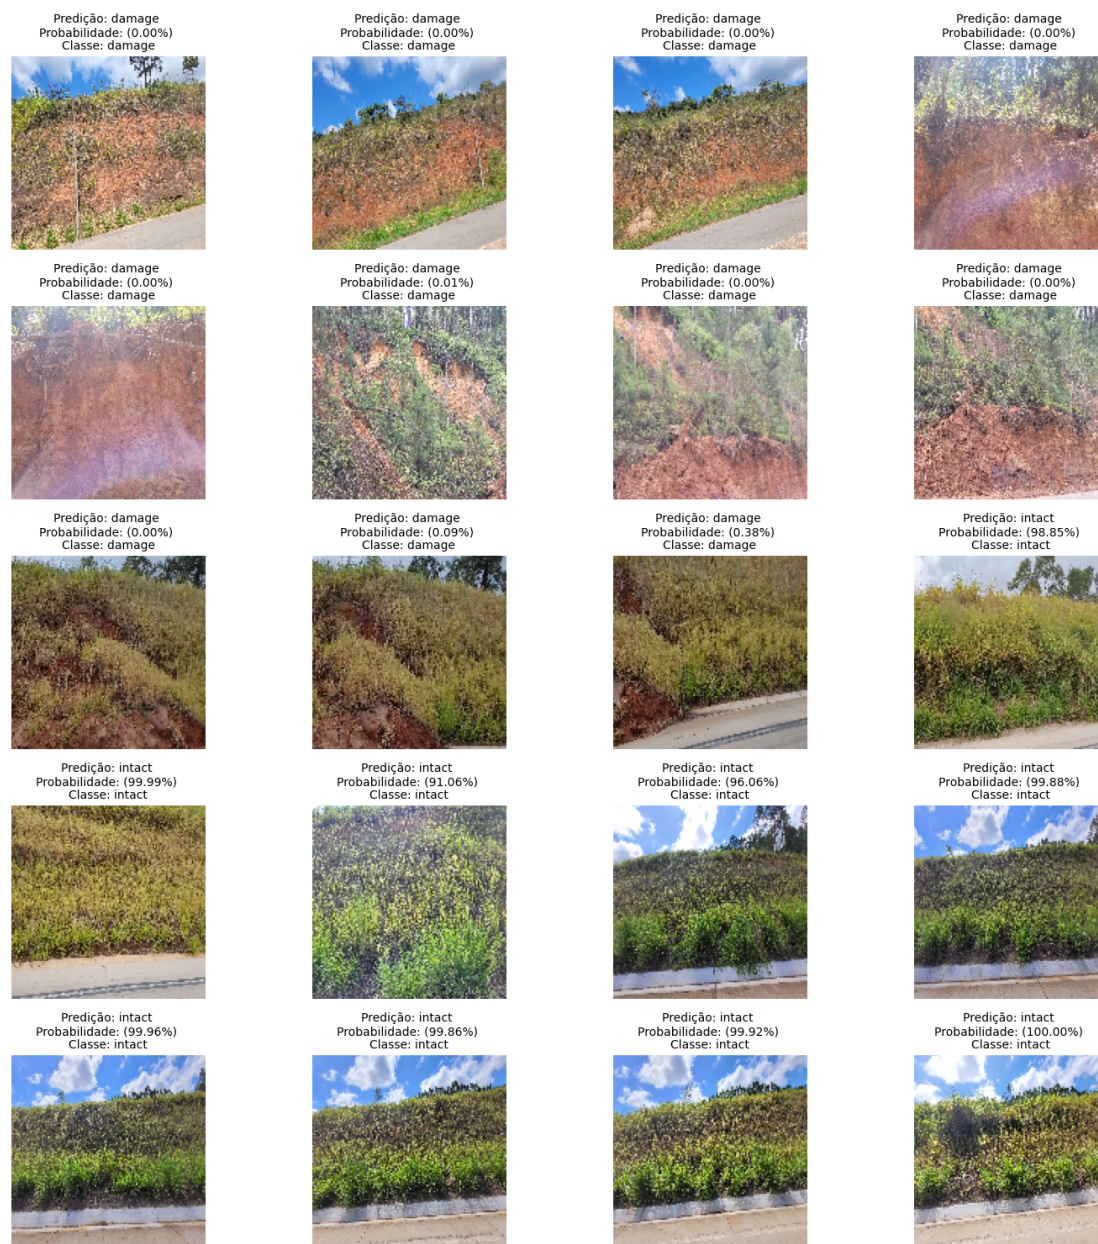 Predição: damage
Probabilidade: (0.00%)
Classe: damage
Predição: damage
Probabilidade: (0.00%)
Classe: damage
Predição: damage
Probabilidade: (0.00%)
Classe: damage
Predição: damage
Probabilidade: (0.00%)
Classe: damage
Predição: damage
Probabilidade: (0.00%)
Classe: damage
Predição: damage
Probabilidade: (0.01%)
Classe: damage
Predição: damage
Probabilidade: (0.00%)
Classe: damage
Predição: damage
Probabilidade: (0.00%)
Classe: damage
Predição: damage
Probabilidade: (0.00%)
Classe: damage
Predição: damage
Probabilidade: (0.09%)
Classe: damage
Predição: damage
Probabilidade: (0.38%)
Classe: damage
Predição: intact
Probabilidade: (98.85%)
Classe: intact
Predição: intact
Probabilidade: (99.99%)
Classe: intact
Predição: intact
Probabilidade: (91.06%)
Classe: intact
Predição: intact
Probabilidade: (96.06%)
Classe: intact
Predição: intact
Probabilidade: (99.88%)
Classe: intact
Predição: intact
Probabilidade: (99.96%)
Classe: intact
Predição: intact
Probabilidade: (99.86%)
Classe: intact
Predição: intact
Probabilidade: (99.92%)
Classe: intact
Predição: intact
Probabilidade: (100.00%)
Classe: intact